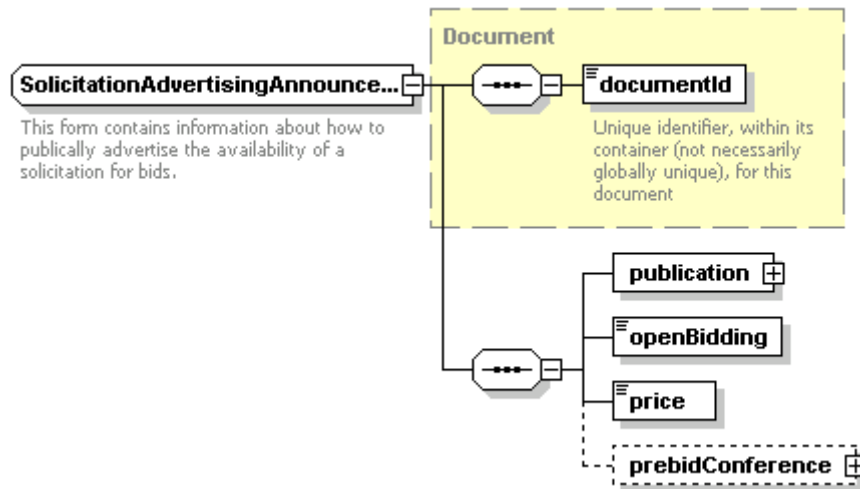 Document
SolicitationAdvertisingAnnounce...
documentId
This form contains information about how to
publically advertise the availability of a
solicitation for bids.
Unique identifier, within its
container (not necessarily
globally unique), for this
document
publication
openBidding
price
prebidConference